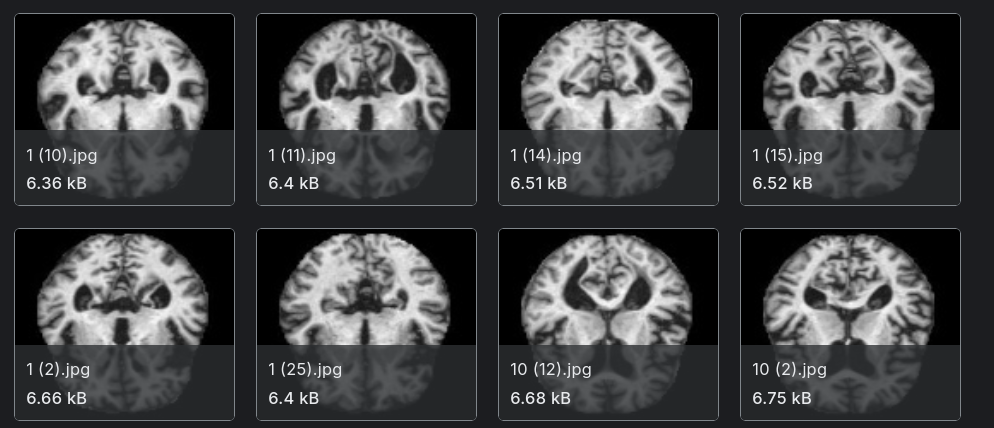 1 (10).jpg
6.36 kB
1 (11).jpg
6.4 kB
1 (14).jpg
6.51 kB
1 (15).jpg
6.52 kB
1 (2).jpg
6.66 kB
1 (25).jpg
6.4 kB
10 (12).jpg
6.68 kB
10 (2).jpg
6.75 kB